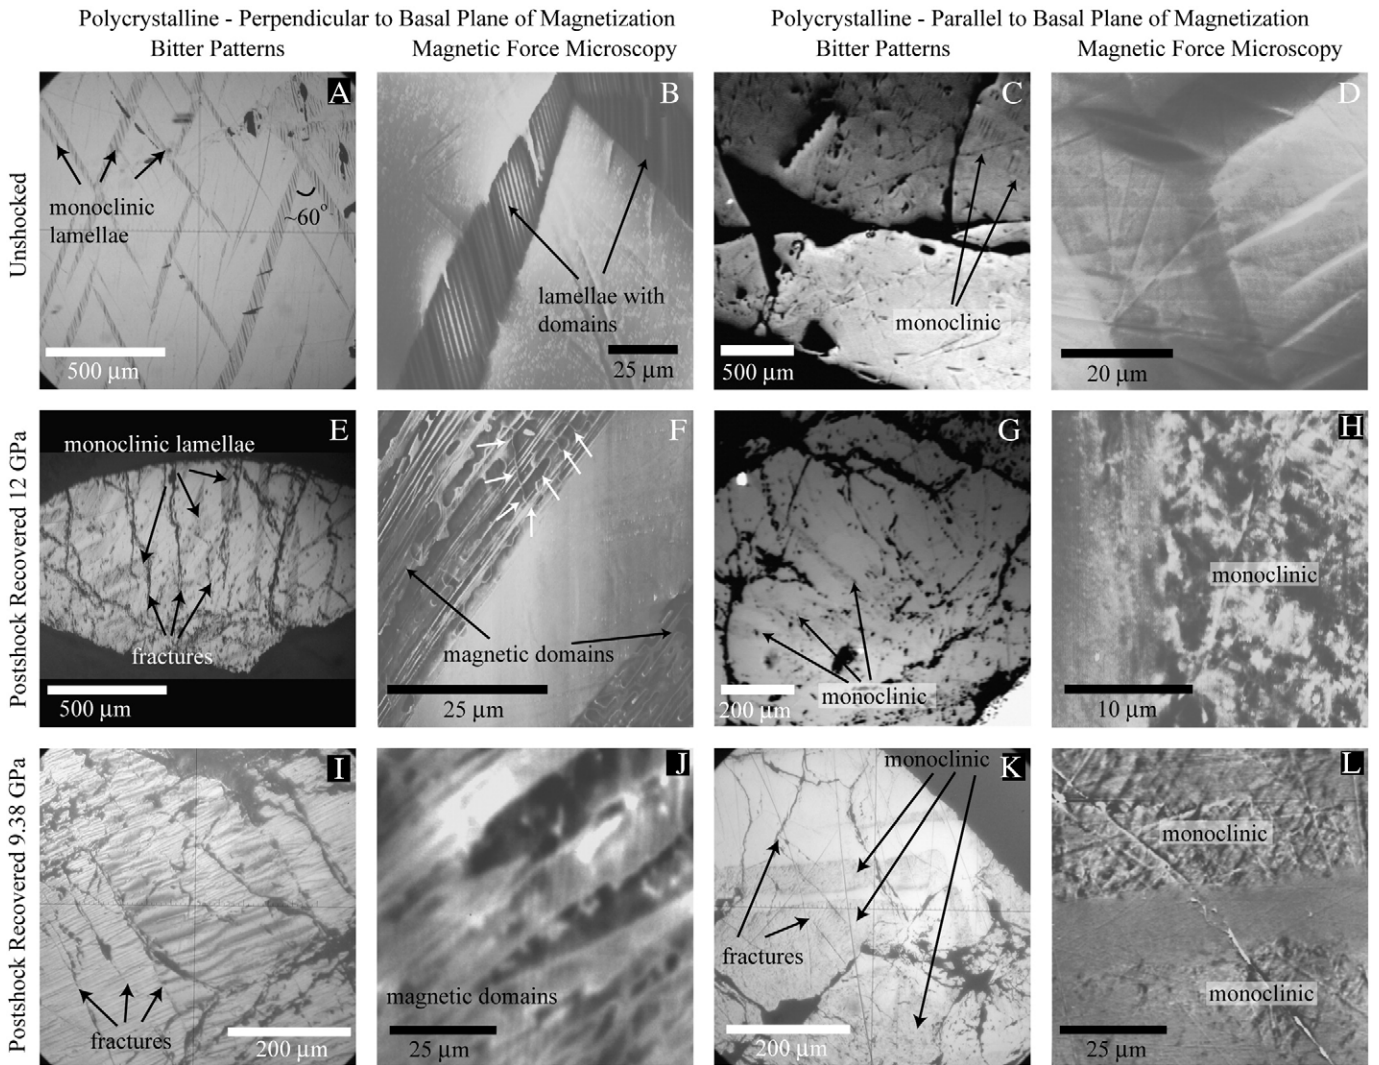 Polycrystalline - Perpendicular to Basal Plane of Magnetization
Polycrystalline - Parallel to Basal Plane of Magnetization
Bitter Patterns
Magnetic Force Microscopy
Bitter Patterns
Magnetic Force Microscopy
Unshocked
A
monoclinic
lamellae
~60°
500 μm
B
lamellae with
domains
25 μm
C
monoclinic
500 μm
D
20 μm
Postshock Recovered 12 GPa
E
monoclinic lamellae
fractures
500 μm
F
magnetic domains
25 μm
G
monoclinic
200 μm
H
monoclinic
10 μm
Postshock Recovered 9.38 GPa
I
fractures
200 μm
J
magnetic domains
25 μm
K
monoclinic
fractures
200 μm
L
monoclinic
monoclinic
25 μm